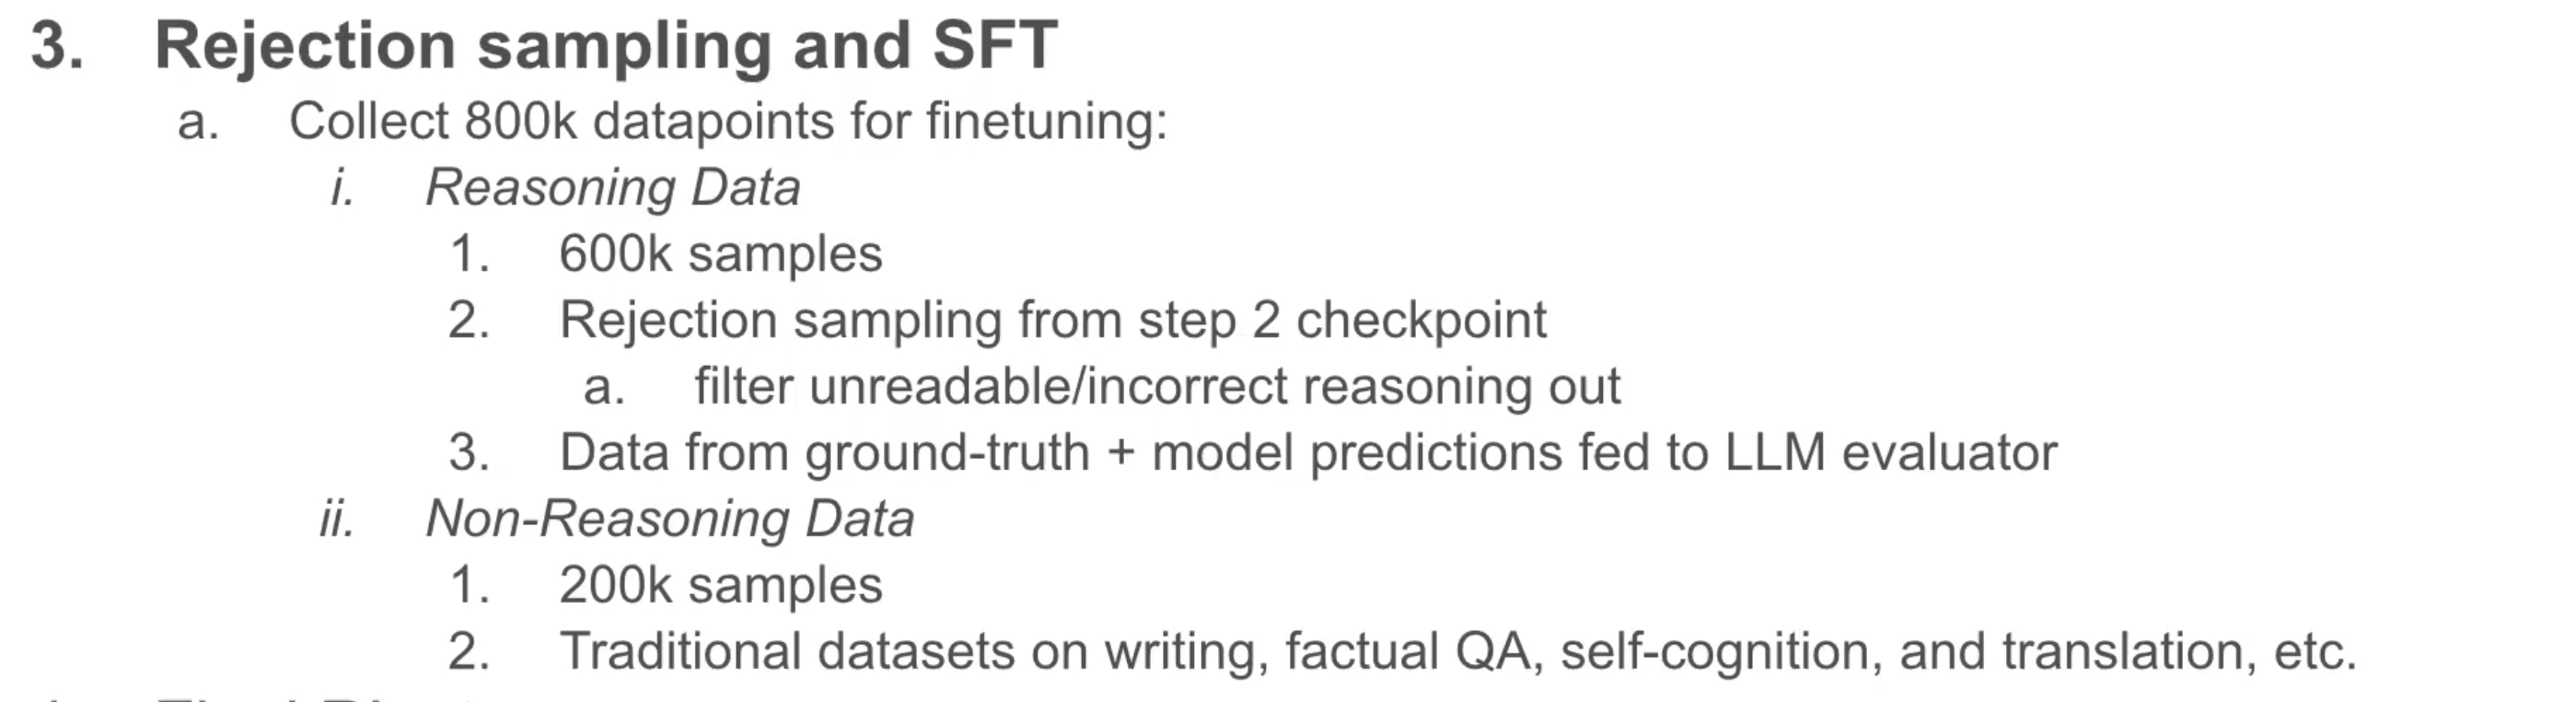 3. Rejection sampling and SFT
a. Collect 800k datapoints for finetuning:
i. Reasoning Data
1. 600k samples
2. Rejection sampling from step 2 checkpoint
a. filter unreadable/incorrect reasoning out
3. Data from ground-truth + model predictions fed to LLM evaluator
ii. Non-Reasoning Data
1. 200k samples
2. Traditional datasets on writing, factual QA, self-cognition, and translation, etc.